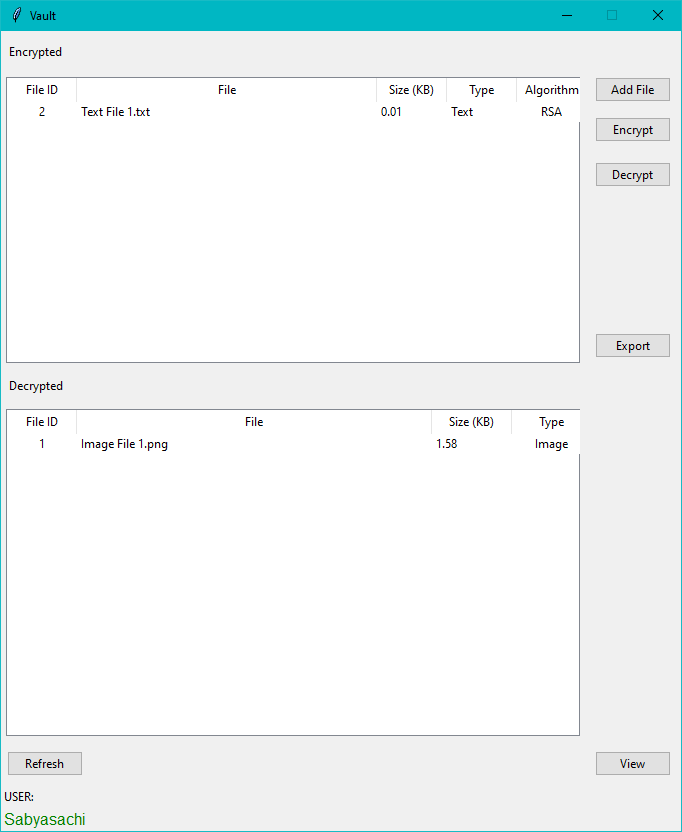 Vault
Encrypted
File ID File Size (KB) Type Algorithm
2 Text File 1.txt 0.01 Text RSA
Add File
Encrypt
Decrypt
Export
Decrypted
File ID File Size (KB) Type
1 Image File 1.png 1.58 Image
Refresh View
USER:
Sabyasachi